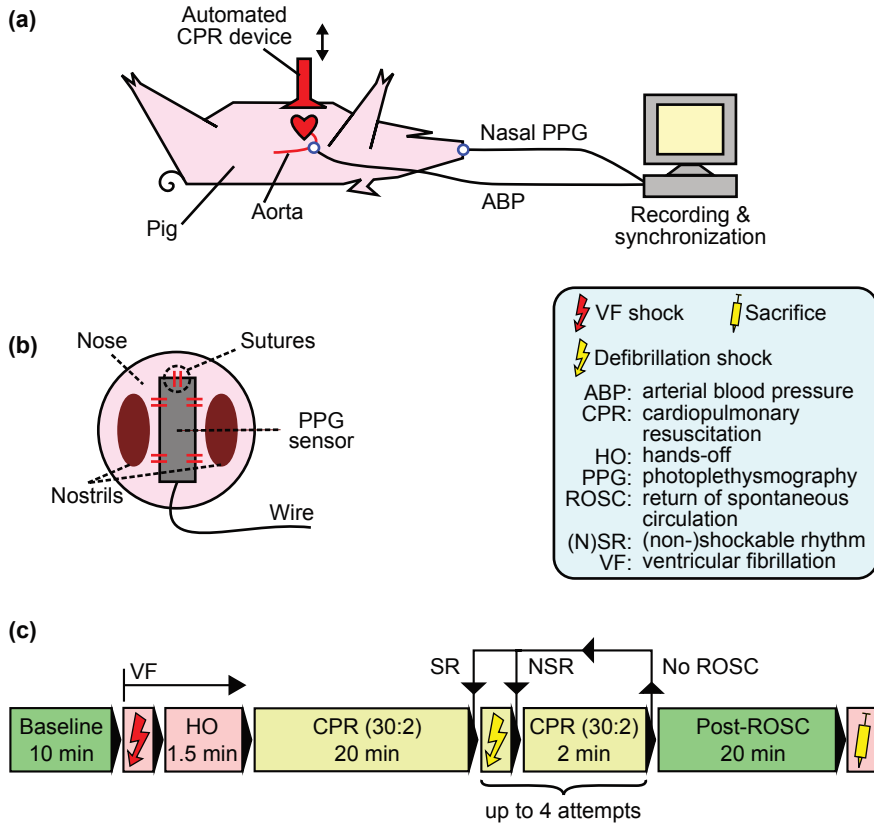 (a)
Automated
CPR device
Nasal PPG
ABP
Aorta
Pig
Recording &
synchronization
(b)
Nose
Sutures
PPG
sensor
Nostrils
Wire
VF shock
Sacrifice
Defibrillation shock
ABP: arterial blood pressure
CPR: cardiopulmonary
resuscitation
HO: hands-off
PPG: photoplethysmography
ROSC: return of spontaneous
circulation
(N)SR: (non-)shockable rhythm
VF: ventricular fibrillation
(c)
VF
SR
NSR
No ROSC
Baseline
10 min
HO
1.5 min
CPR (30:2)
20 min
CPR (30:2)
2 min
Post-ROSC
20 min
up to 4 attempts